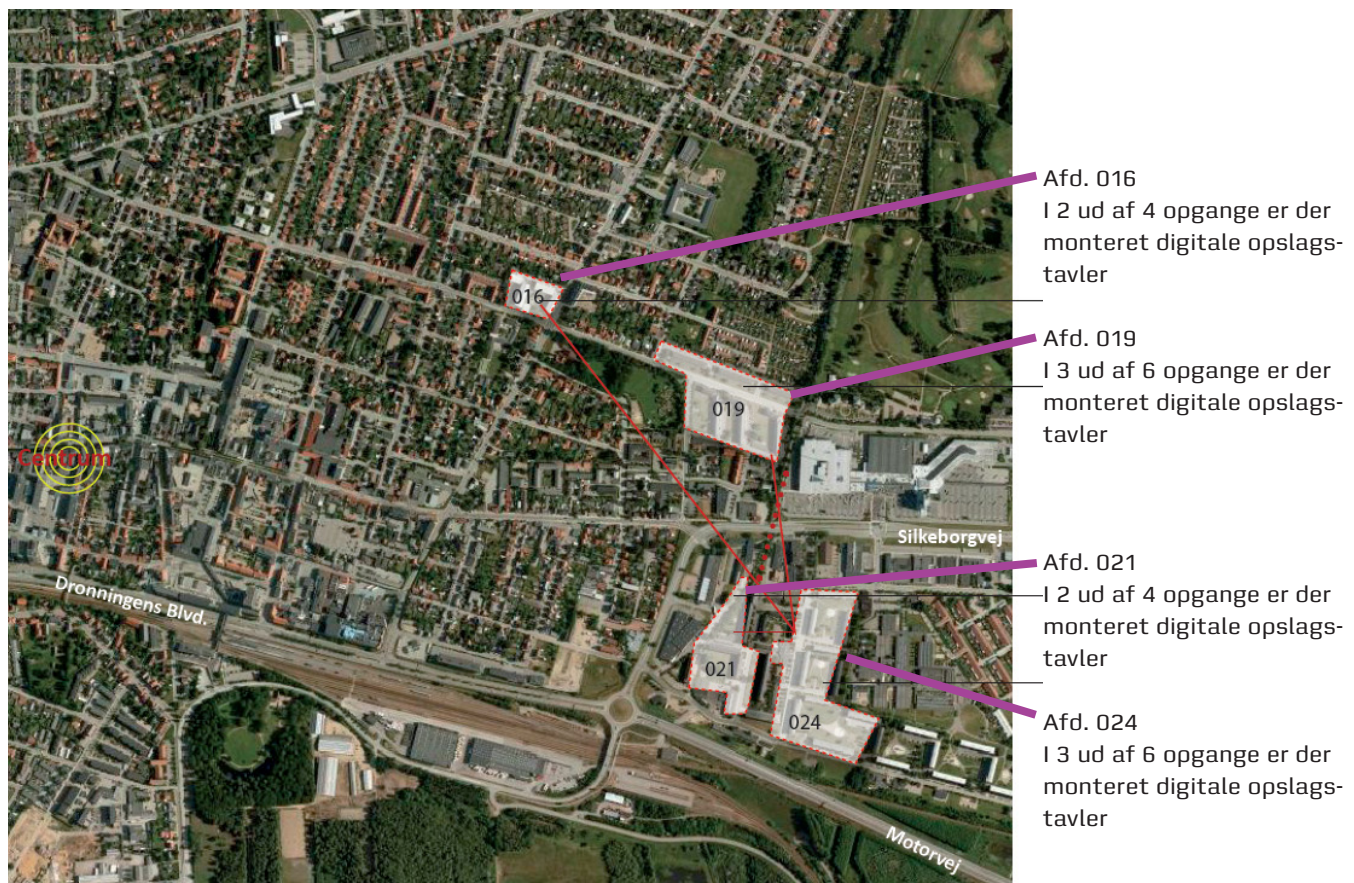 016
019
021
024
Centrum
Silkeborgvej
Dronningens Blvd.
Motorvej
Afd. 016
I 2 ud af 4 opgange er der
monteret digitale opslags-
tavler
Afd. 019
I 3 ud af 6 opgange er der
monteret digitale opslags-
tavler
Afd. 021
I 2 ud af 4 opgange er der
monteret digitale opslags-
tavler
Afd. 024
I 3 ud af 6 opgange er der
monteret digitale opslags-
tavler